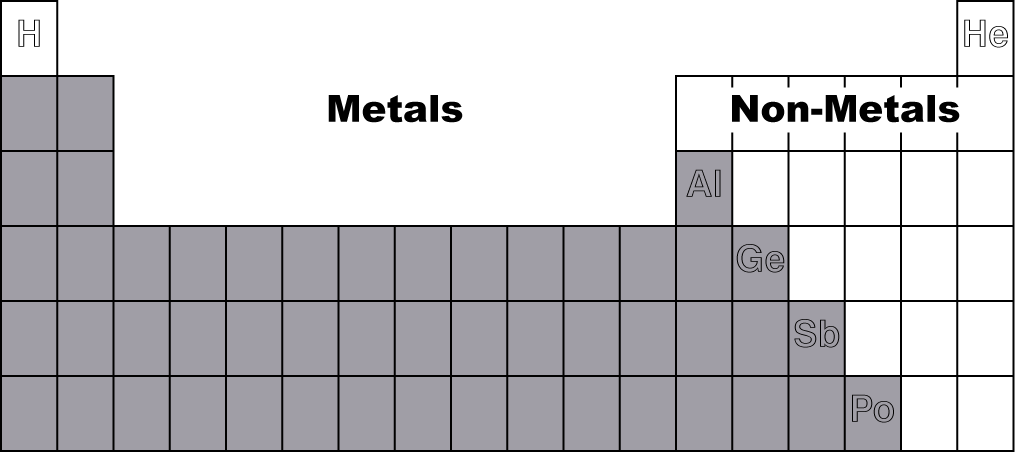 H
He
Metals
Non-Metals
Al
Ge
Sb
Po